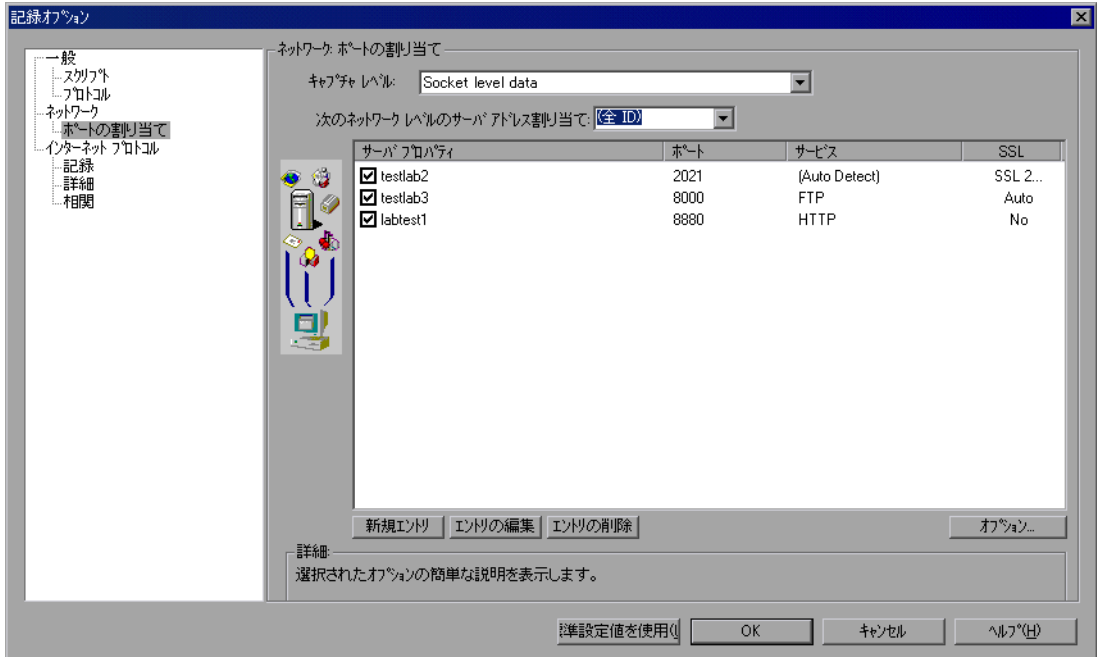 記録オプション
一般
スクリプト
プロトコル
ネットワーク
ポートの割り当て
インターネット プロトコル
記録
詳細
相関
ネットワーク: ポートの割り当て
キャプチャ レベル: Socket level data
次のネットワーク レベルのサーバ アドレス割り当て: (全 ID)
サーバ プロパティ ポート サービス SSL
testlab2 2021 (Auto Detect) SSL 2...
testlab3 8000 FTP Auto
labtest1 8880 HTTP No
新規エントリ エントリの編集 エントリの削除 オプション...
詳細:
選択されたオプションの簡単な説明を表示します。
準設定値を使用(U OK キャンセル ヘルプ(H)